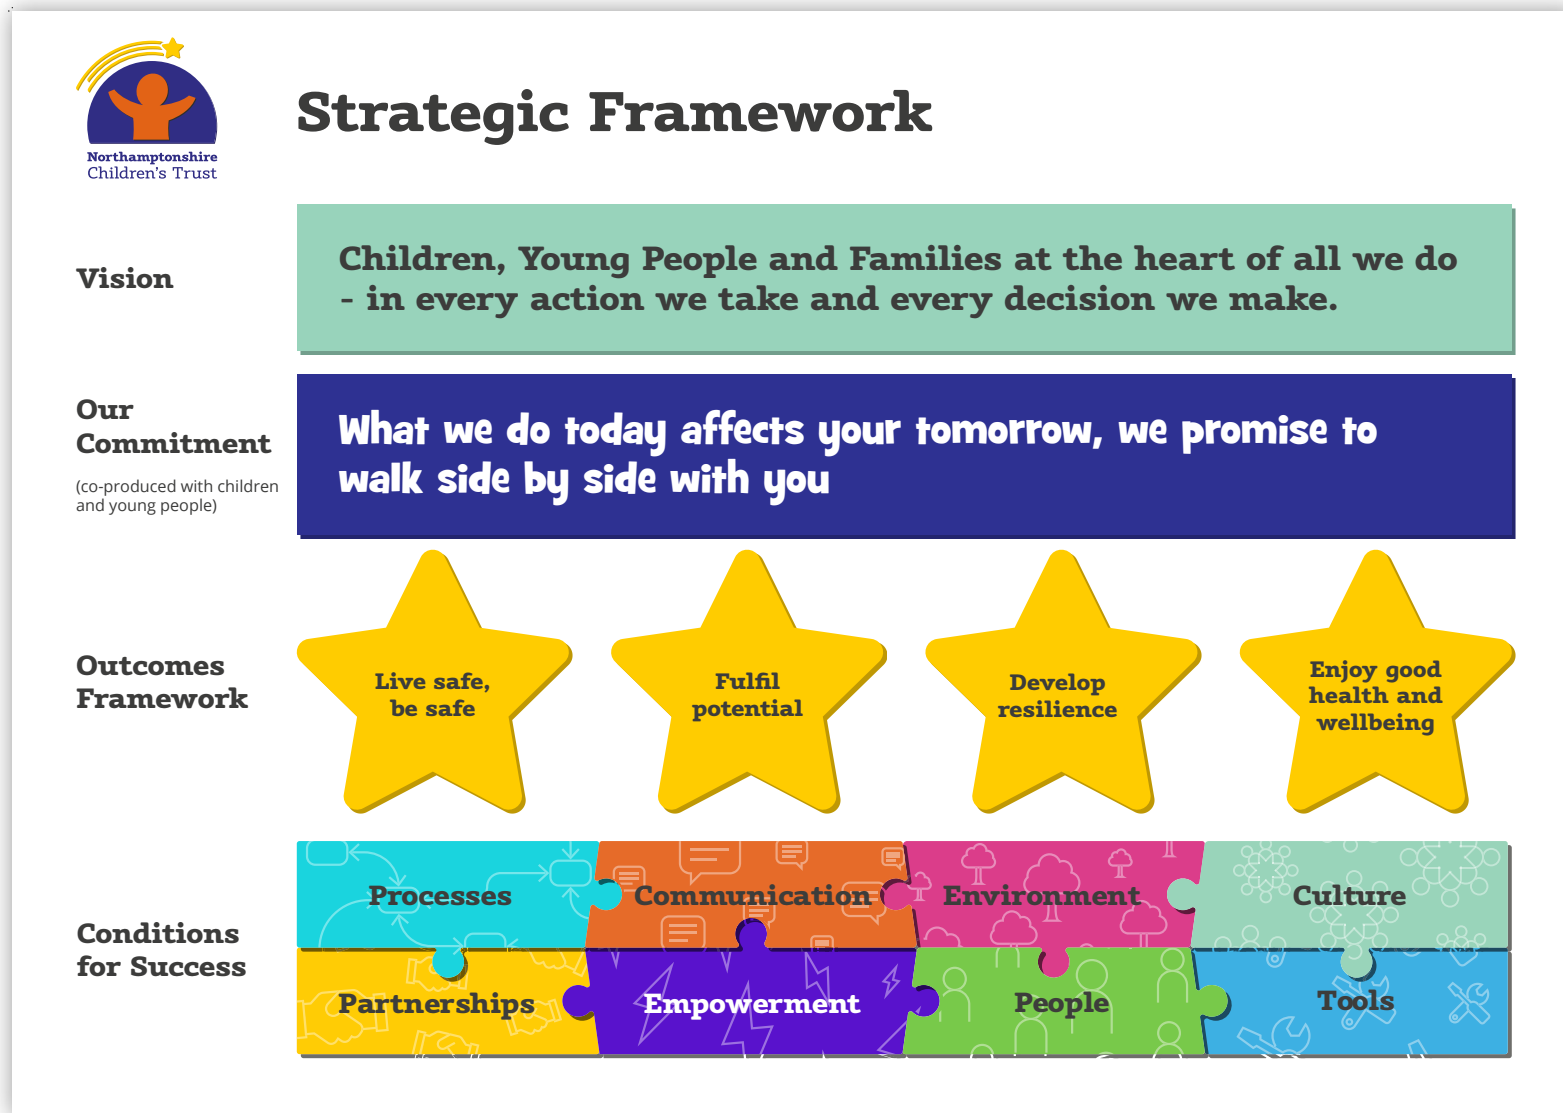 Northamptonshire
Children's Trust
Strategic Framework
Vision
Children, Young People and Families at the heart of all we do
- in every action we take and every decision we make.
Our
Commitment
(co-produced with children
and young people)
What we do today affects your tomorrow, we promise to
walk side by side with you
Outcomes
Framework
Live safe,
be safe
Fulfil
potential
Develop
resilience
Enjoy good
health and
wellbeing
Conditions
for Success
Processes
Communication
Environment
Culture
Partnerships
Empowerment
People
Tools